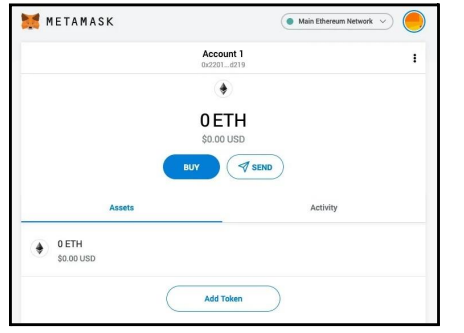 METAMASK
Main Ethereum Network
Account 1
0x2201...d219
0 ETH
$0.00 USD
BUY
SEND
Assets
Activity
0 ETH
$0.00 USD
Add Token